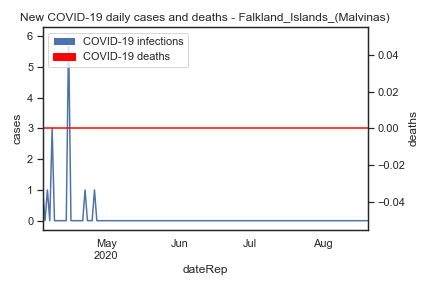 New COVID-19 daily cases and deaths - Falkland_Islands_(Malvinas)
COVID-19 infections
COVID-19 deaths
cases
6
5
4
3
2
1
0
0.04
0.02
0.00
−0.02
−0.04
deaths
May
2020
Jun
Jul
Aug
dateRep